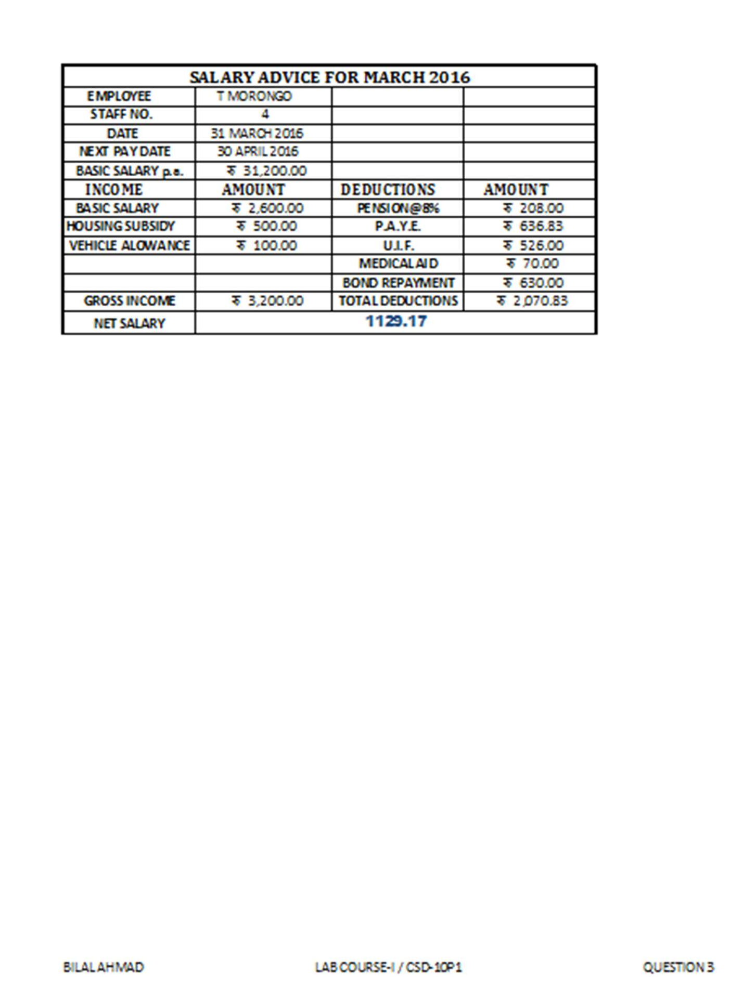 SALARY ADVICE FOR MARCH 2016
EMPLOYEE T MORONGO
STAFF NO. 4
DATE 31 MARCH 2016
NEXT PAY DATE 30 APRIL 2016
BASIC SALARY p.a. रु 31,200.00
INCOME AMOUNT DEDUCTIONS AMOUNT
BASIC SALARY रु 2,600.00 PENSION@8% रु 208.00
HOUSING SUBSIDY रु 500.00 P.A.Y.E. रु 636.83
VEHICLE ALOWANCE रु 100.00 U.I.F. रु 526.00
MEDICAL AID रु 70.00
BOND REPAYMENT रु 630.00
GROSS INCOME रु 3,200.00 TOTAL DEDUCTIONS रु 2,070.83
NET SALARY 1129.17
BILAL AHMAD LAB COURSE-I / CSD-10P1 QUESTION 3